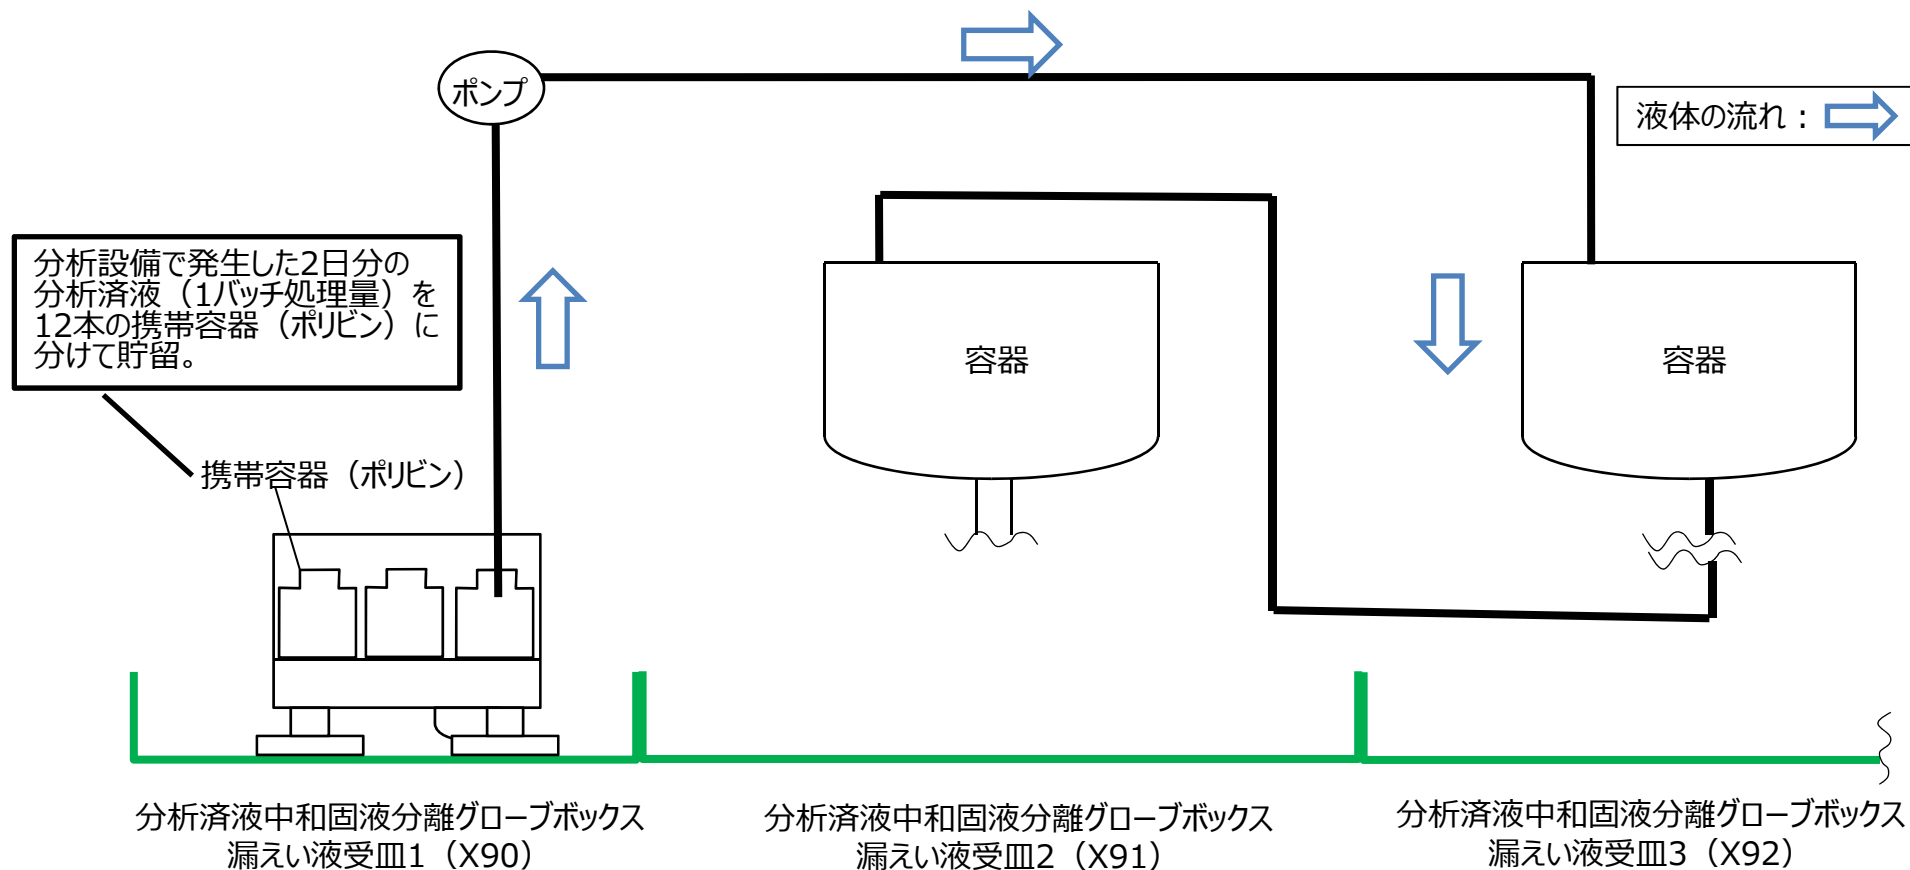 ポンプ
液体の流れ：
分析設備で発生した2日分の
分析済液（1バッチ処理量）を
12本の携帯容器（ポリビン）に
分けて貯留。
容器
容器
携帯容器（ポリビン）
分析済液中和固液分離グローブボックス
漏えい液受皿1（X90）
分析済液中和固液分離グローブボックス
漏えい液受皿2（X91）
分析済液中和固液分離グローブボックス
漏えい液受皿3（X92）